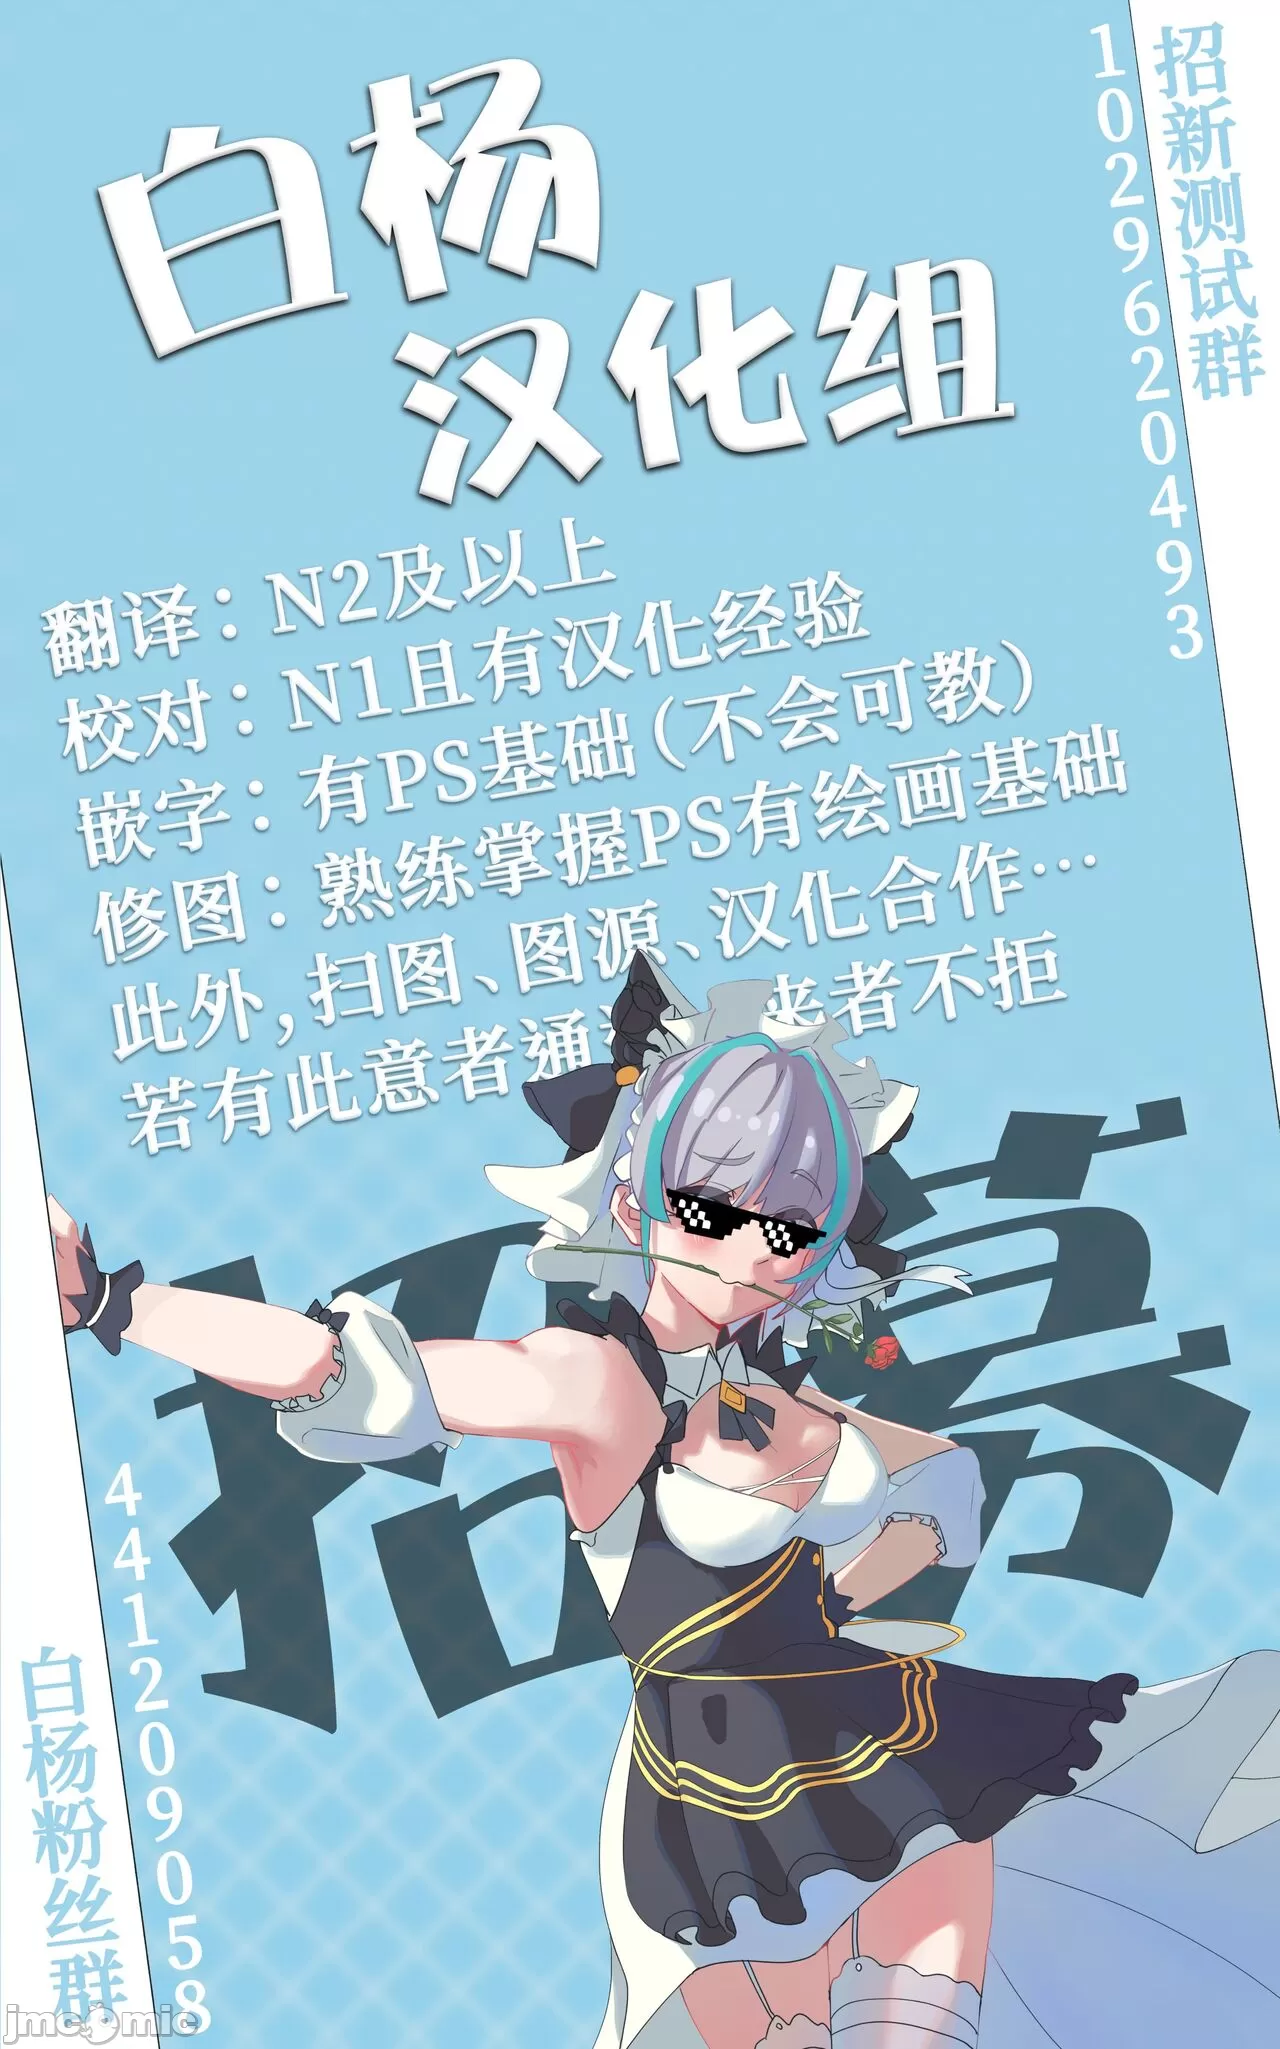 白杨
汉化组
招新测试群
1029620493
翻译：N2及以上
校对：N1且有汉化经验
嵌字：有PS基础（不会可教）
修图：熟练掌握PS有绘画基础
此外，扫图、图源、汉化合作…
若有此意者通 来者不拒
招募
441209058
白杨粉丝群
jmcomic